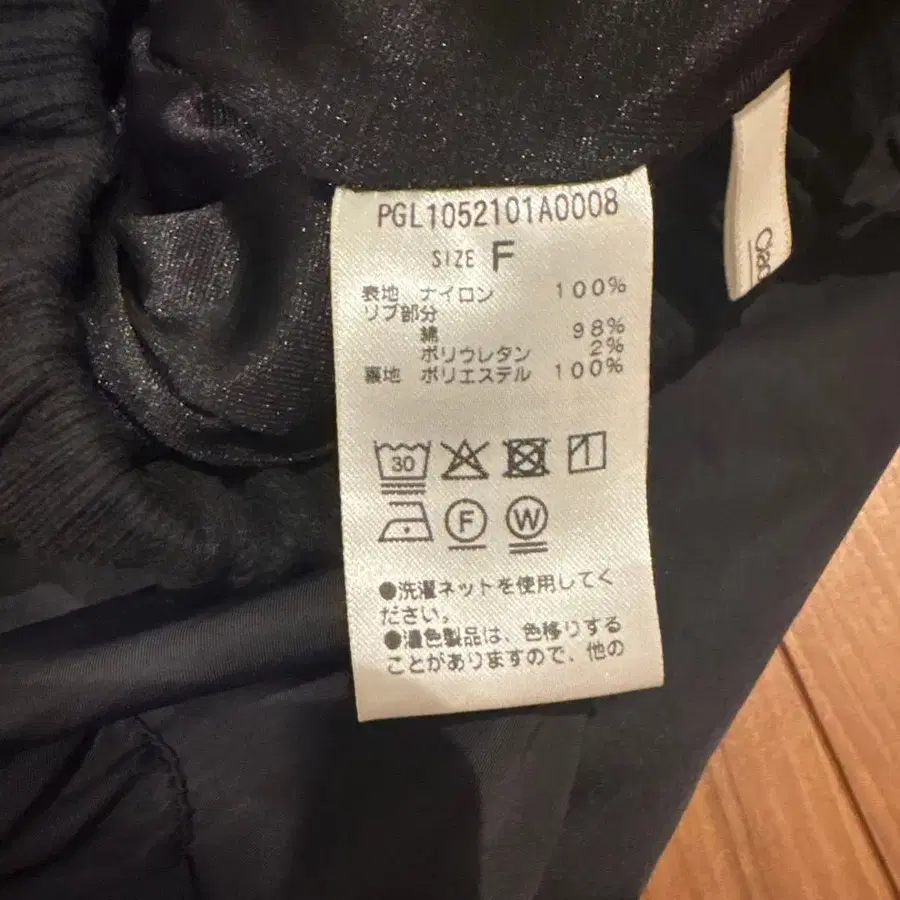 PGL1052101A0008
SIZE F
表地 ナイロン 100%
リブ部分
綿 98%
ポリウレタン 2%
裏地 ポリエステル 100%
30
F W
●洗濯ネットを使用してく
ださい。
●濃色製品は、色移りする
ことがありますので、他の